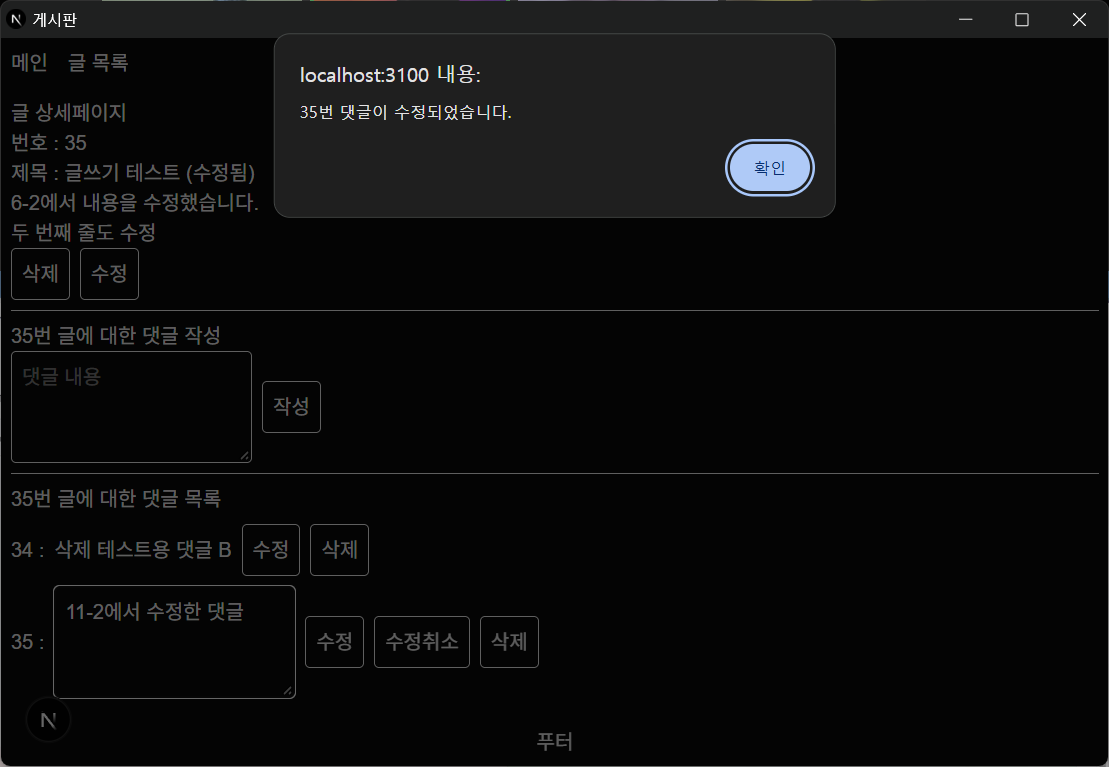 N 게시판
메인 글 목록
localhost:3100 내용:
35번 댓글이 수정되었습니다.
확인
글 상세페이지
번호 : 35
제목 : 글쓰기 테스트 (수정됨)
6-2에서 내용을 수정했습니다.
두 번째 줄도 수정
삭제 수정
35번 글에 대한 댓글 작성
댓글 내용
작성
35번 글에 대한 댓글 목록
34 : 삭제 테스트용 댓글 B 수정 삭제
11-2에서 수정한 댓글
35 : 수정 수정취소 삭제
N
푸터